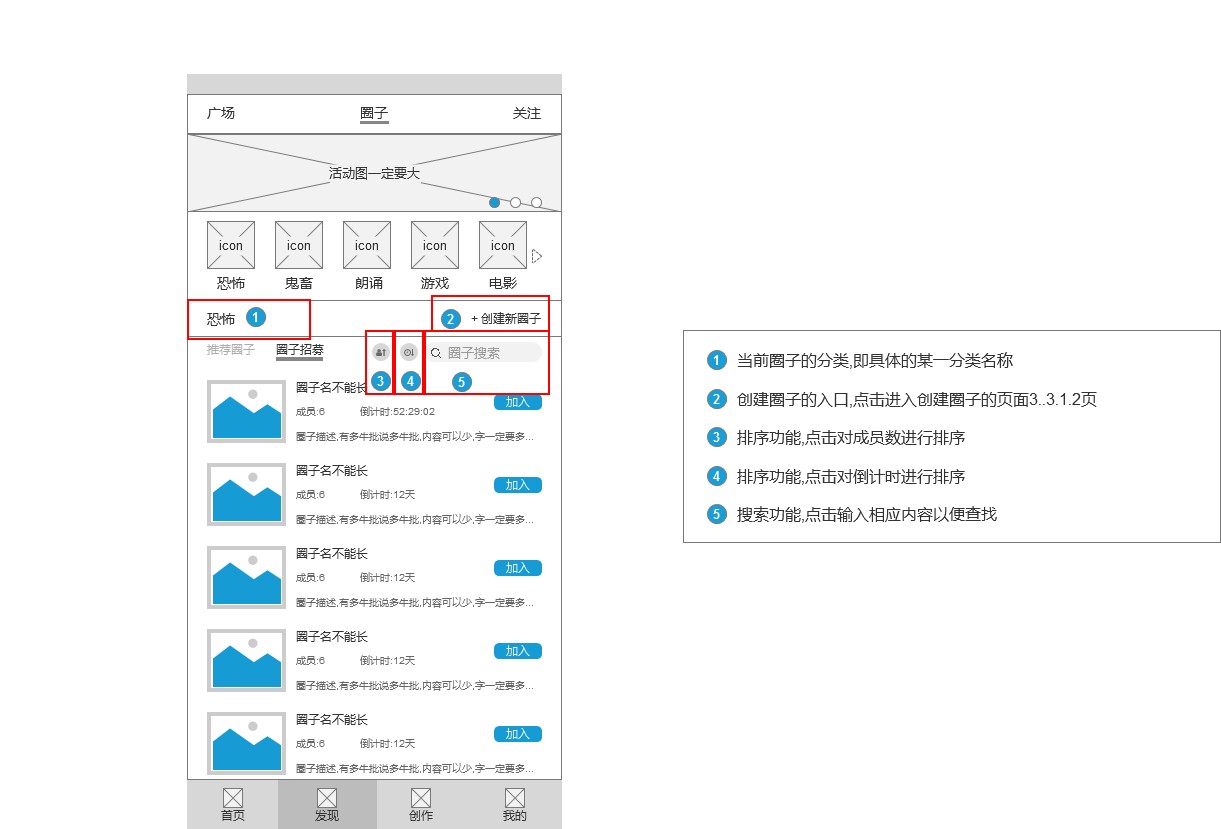 广场 圈子 关注
活动图一定要大
icon icon icon icon icon
恐怖 鬼畜 朗诵 游戏 电影
恐怖 1 2 + 创建新圈子
推荐圈子 圈子招募 圈子搜索
3 4 5
圈子名不能长
加入
成员:6 倒计时:52:29:02
圈子描述,有多牛批说多牛批,内容可以少,字一定要多...
圈子名不能长
加入
成员:6 倒计时:12天
圈子描述,有多牛批说多牛批,内容可以少,字一定要多...
圈子名不能长
加入
成员:6 倒计时:12天
圈子描述,有多牛批说多牛批,内容可以少,字一定要多...
圈子名不能长
加入
成员:6 倒计时:12天
圈子描述,有多牛批说多牛批,内容可以少,字一定要多...
圈子名不能长
加入
成员:6 倒计时:12天
圈子描述,有多牛批说多牛批,内容可以少,字一定要多...
首页 发现 创作 我的
1 当前圈子的分类,即具体的某一分类名称
2 创建圈子的入口,点击进入创建圈子的页面3..3.1.2页
3 排序功能,点击对成员数进行排序
4 排序功能,点击对倒计时进行排序
5 搜索功能,点击输入相应内容以便查找